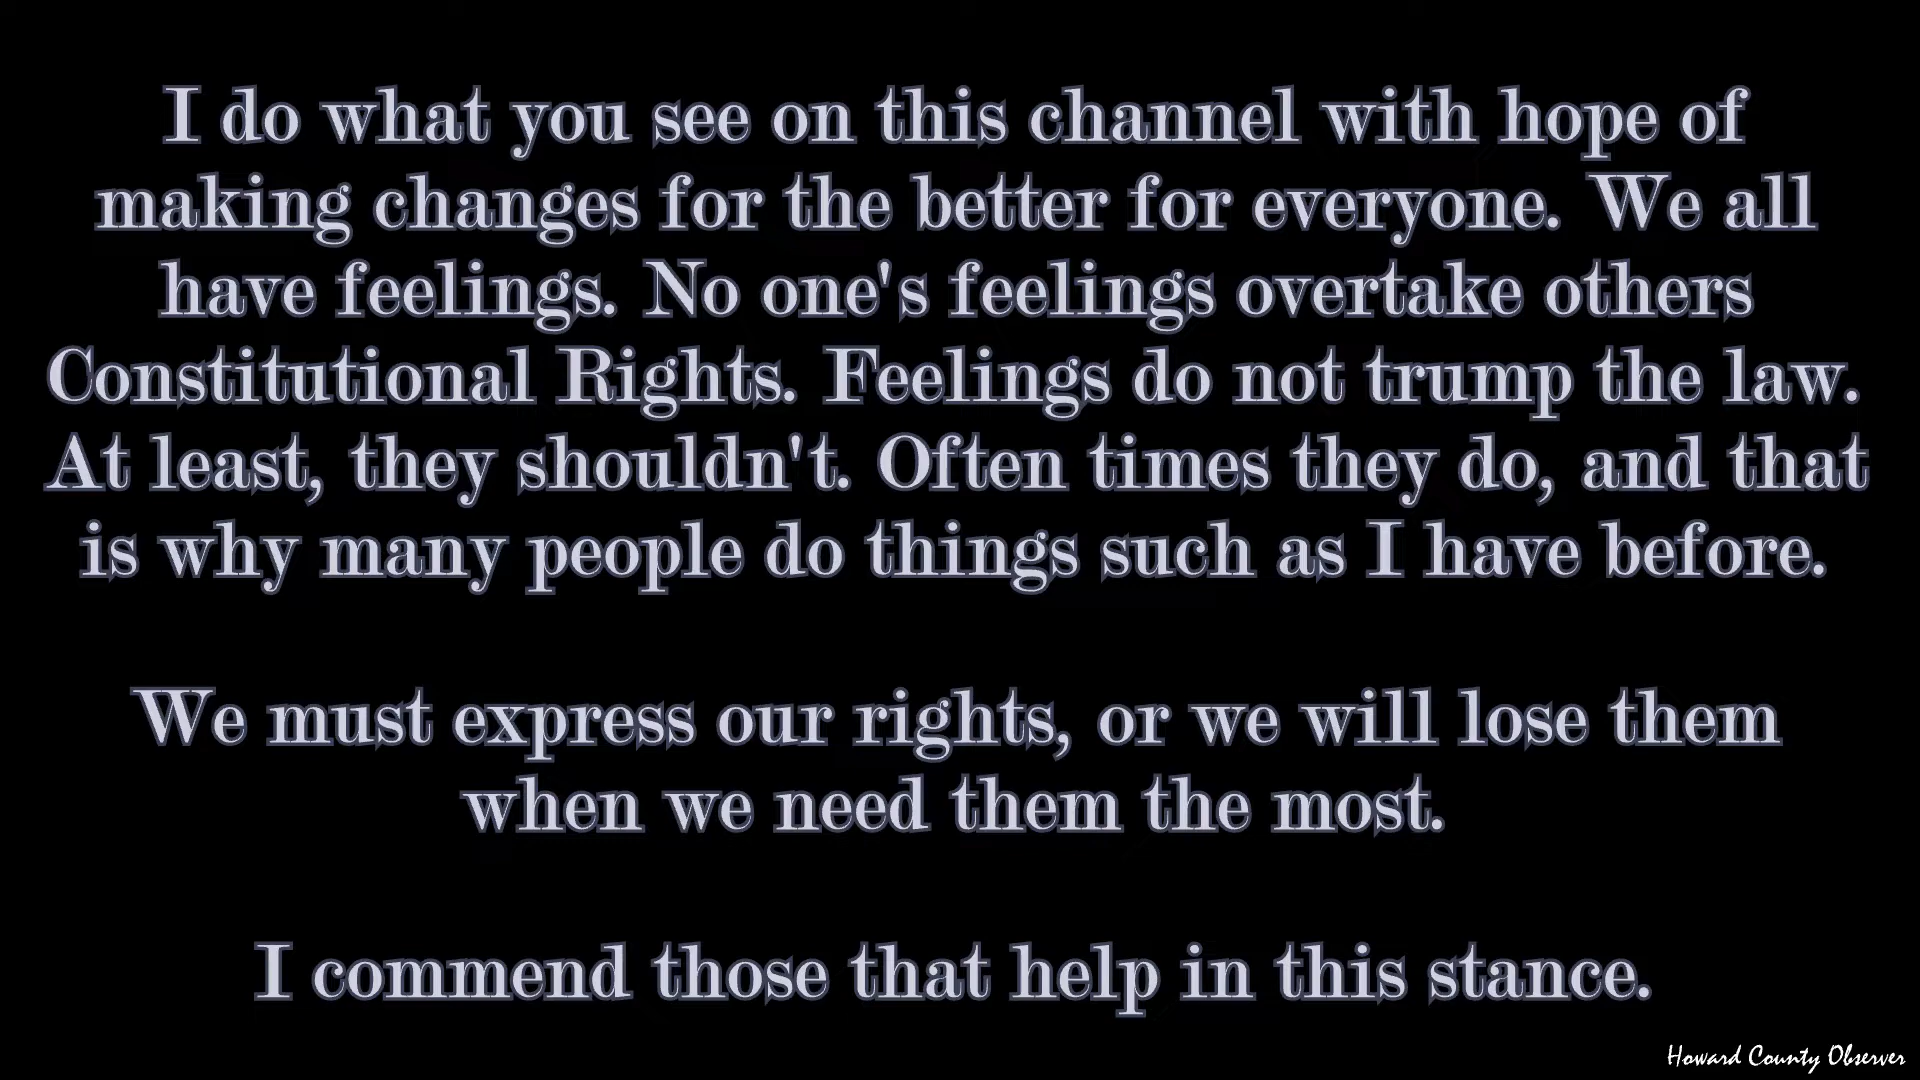 I do what you see on this channel with hope of
making changes for the better for everyone. We all
have feelings. No one's feelings overtake others
Constitutional Rights. Feelings do not trump the law.
At least, they shouldn't. Often times they do, and that
is why many people do things such as I have before.
We must express our rights, or we will lose them
when we need them the most.
I commend those that help in this stance.
Howard County Observer